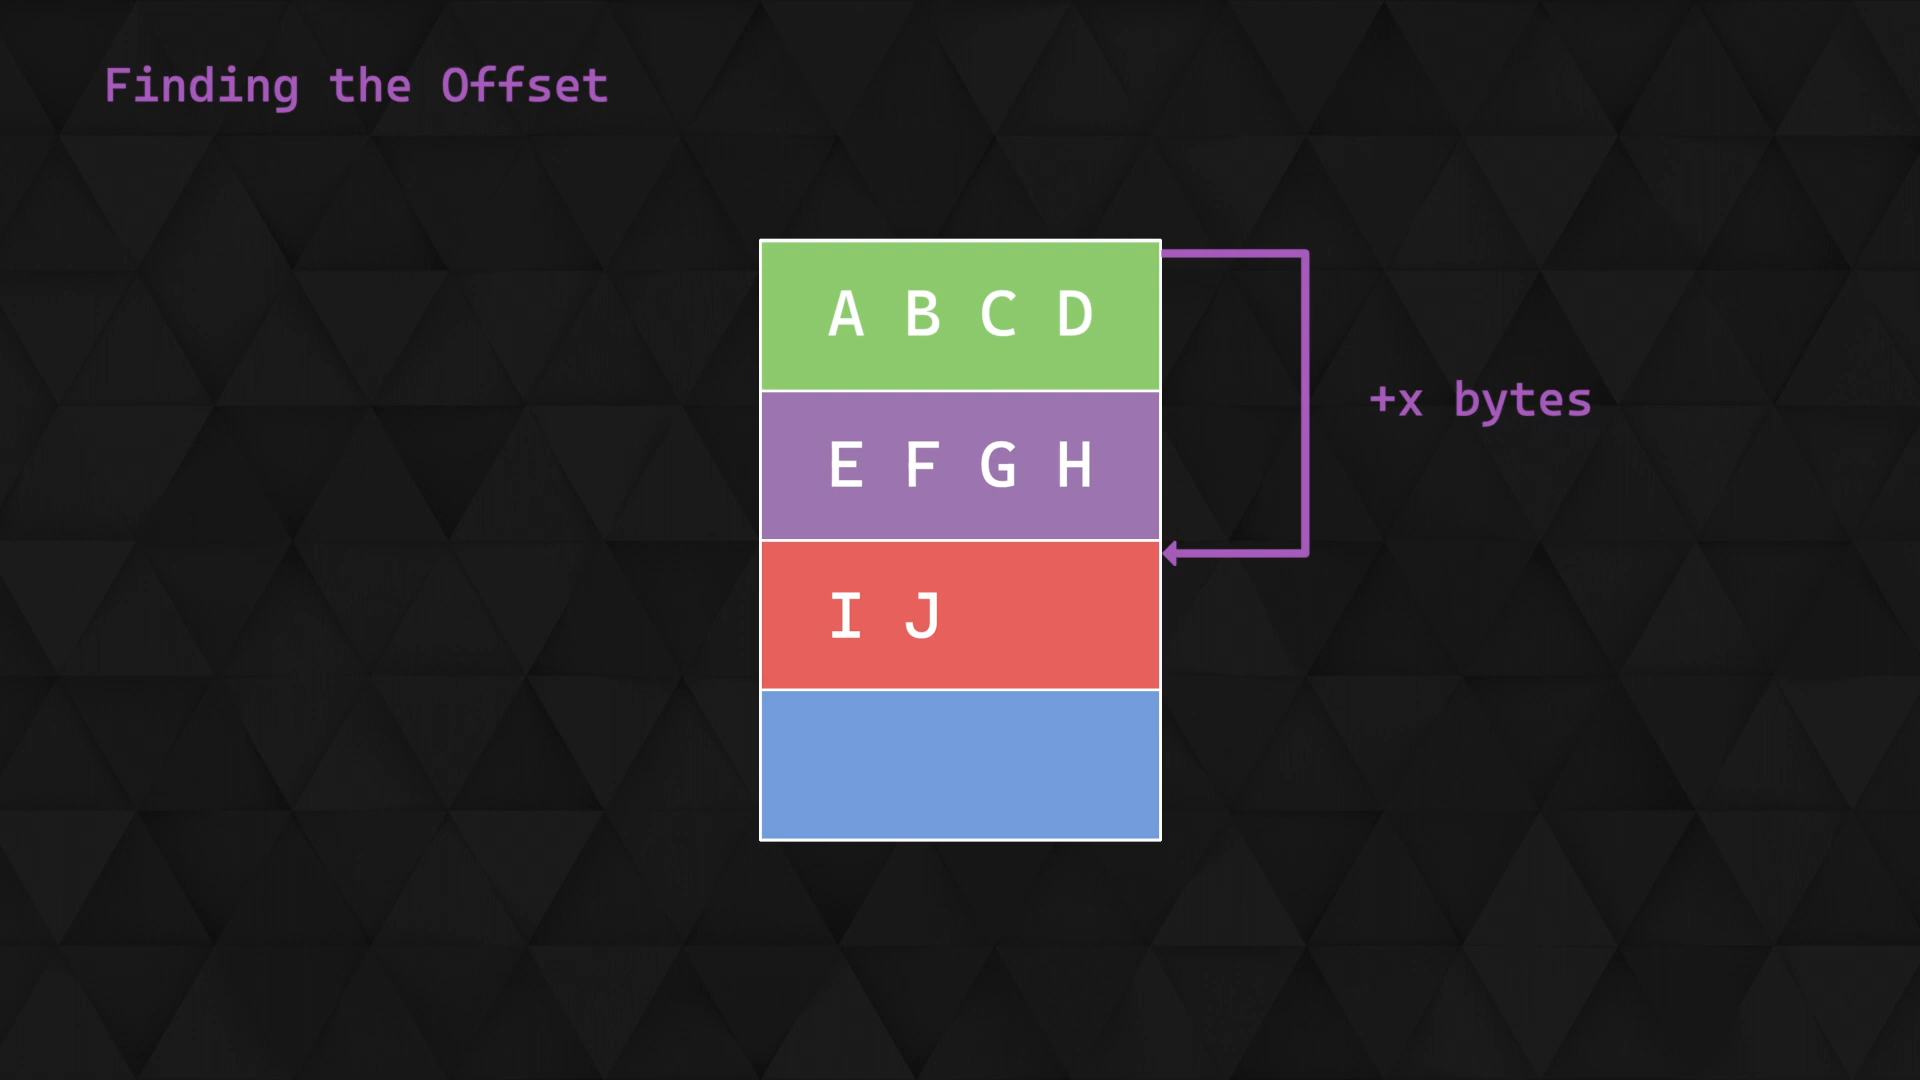 Finding the Offset
A B C D
E F G H
+x bytes
I J